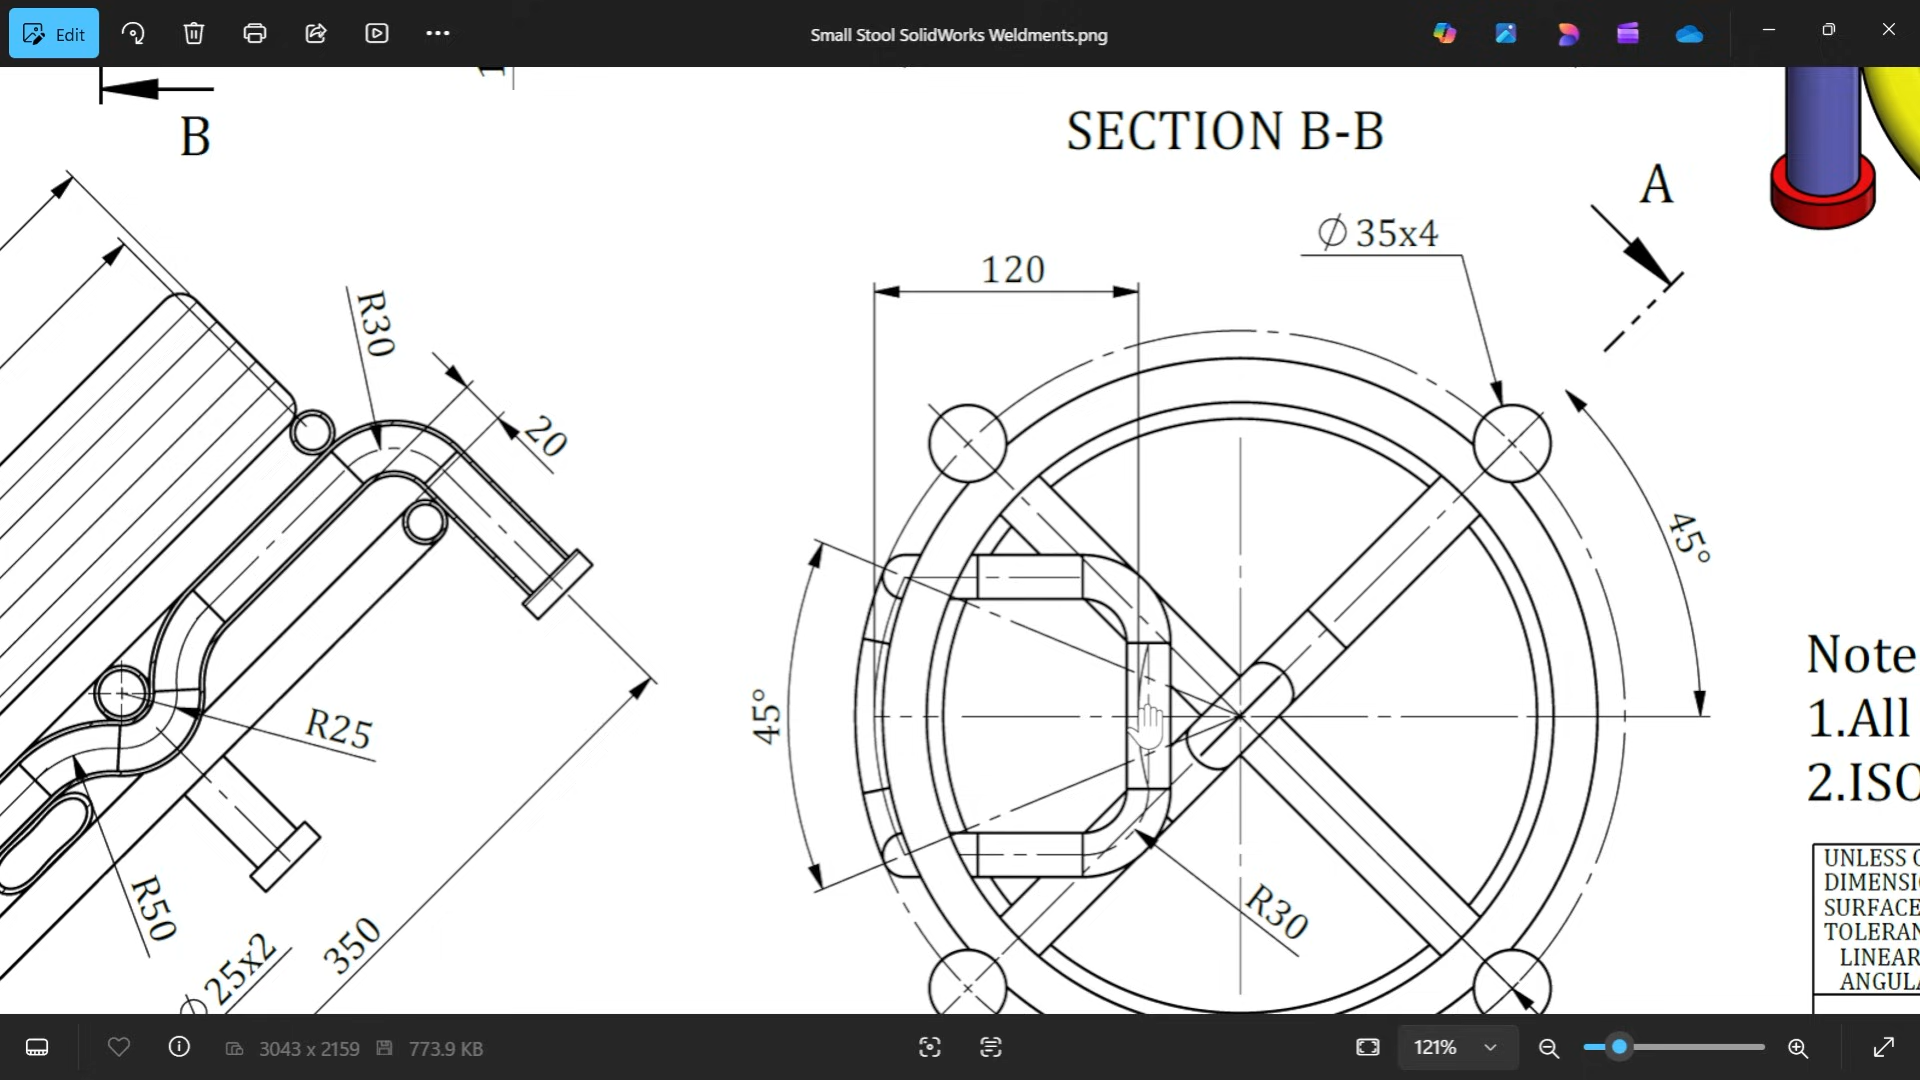 Edit
Small Stool SolidWorks Weldments.png
B
SECTION B-B
A
∅ 35x4
120
R30
20
45°
45°
R25
R30
R50
∅ 25x2
350
Note
1.All
2.ISO
UNLESS
DIMENSI
SURFACE
TOLERAN
LINEAR
ANGULA
3043 x 2159
773.9 KB
121%